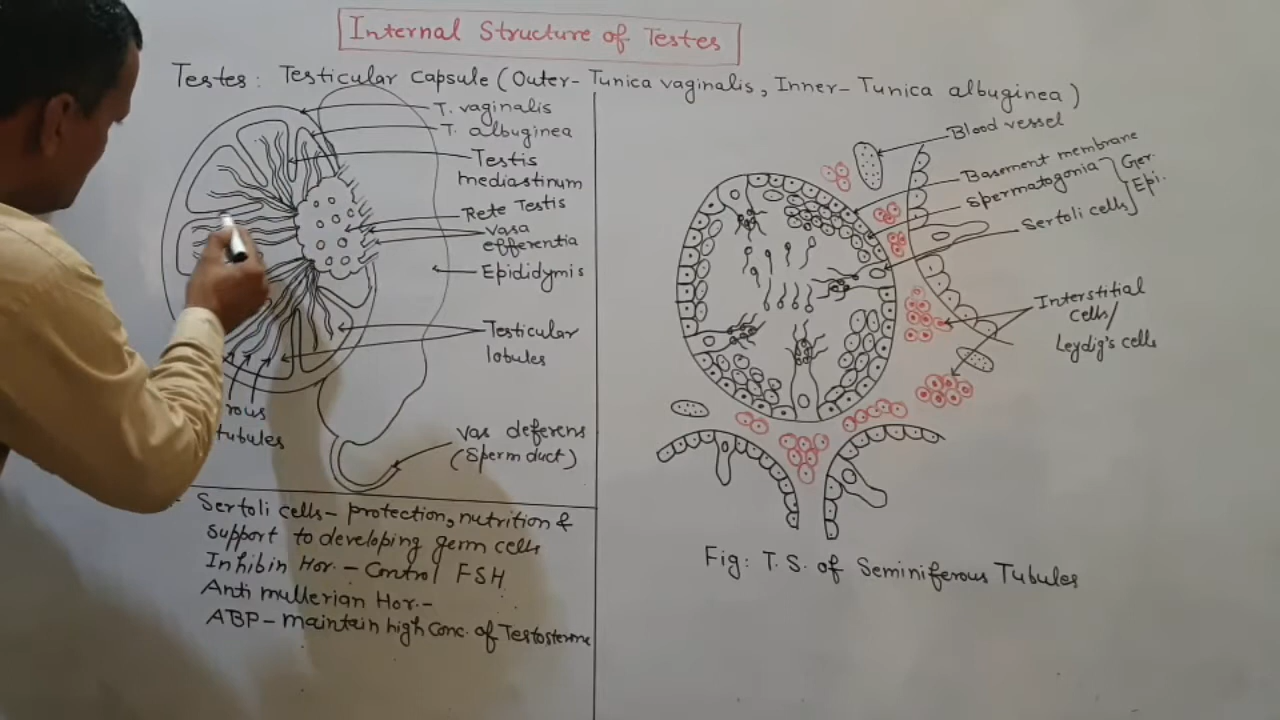 Internal Structure of Testes
Testes: Testicular Capsule (Outer- Tunica vaginalis, Inner- Tunica albuginea)
T. vaginalis
T. albuginea
Testis
mediastinum
Rete Testis
vasa
efferentia
Epididymis
Testicular
lobules
rous
tubules
vas deferens
(Sperm duct)
Sertoli cells- protection, nutrition &
support to developing germ cells
Inhibin Hor. - Control FSH
Anti mullerian Hor.-
ABP- maintain high Conc. of Testosterone
Blood vessel
Basement membrane
spermatogonia
Ger.
Epi.
Sertoli cells
Interstitial
cells/
Leydig's cells
Fig: T. S. of Seminiferous Tubules